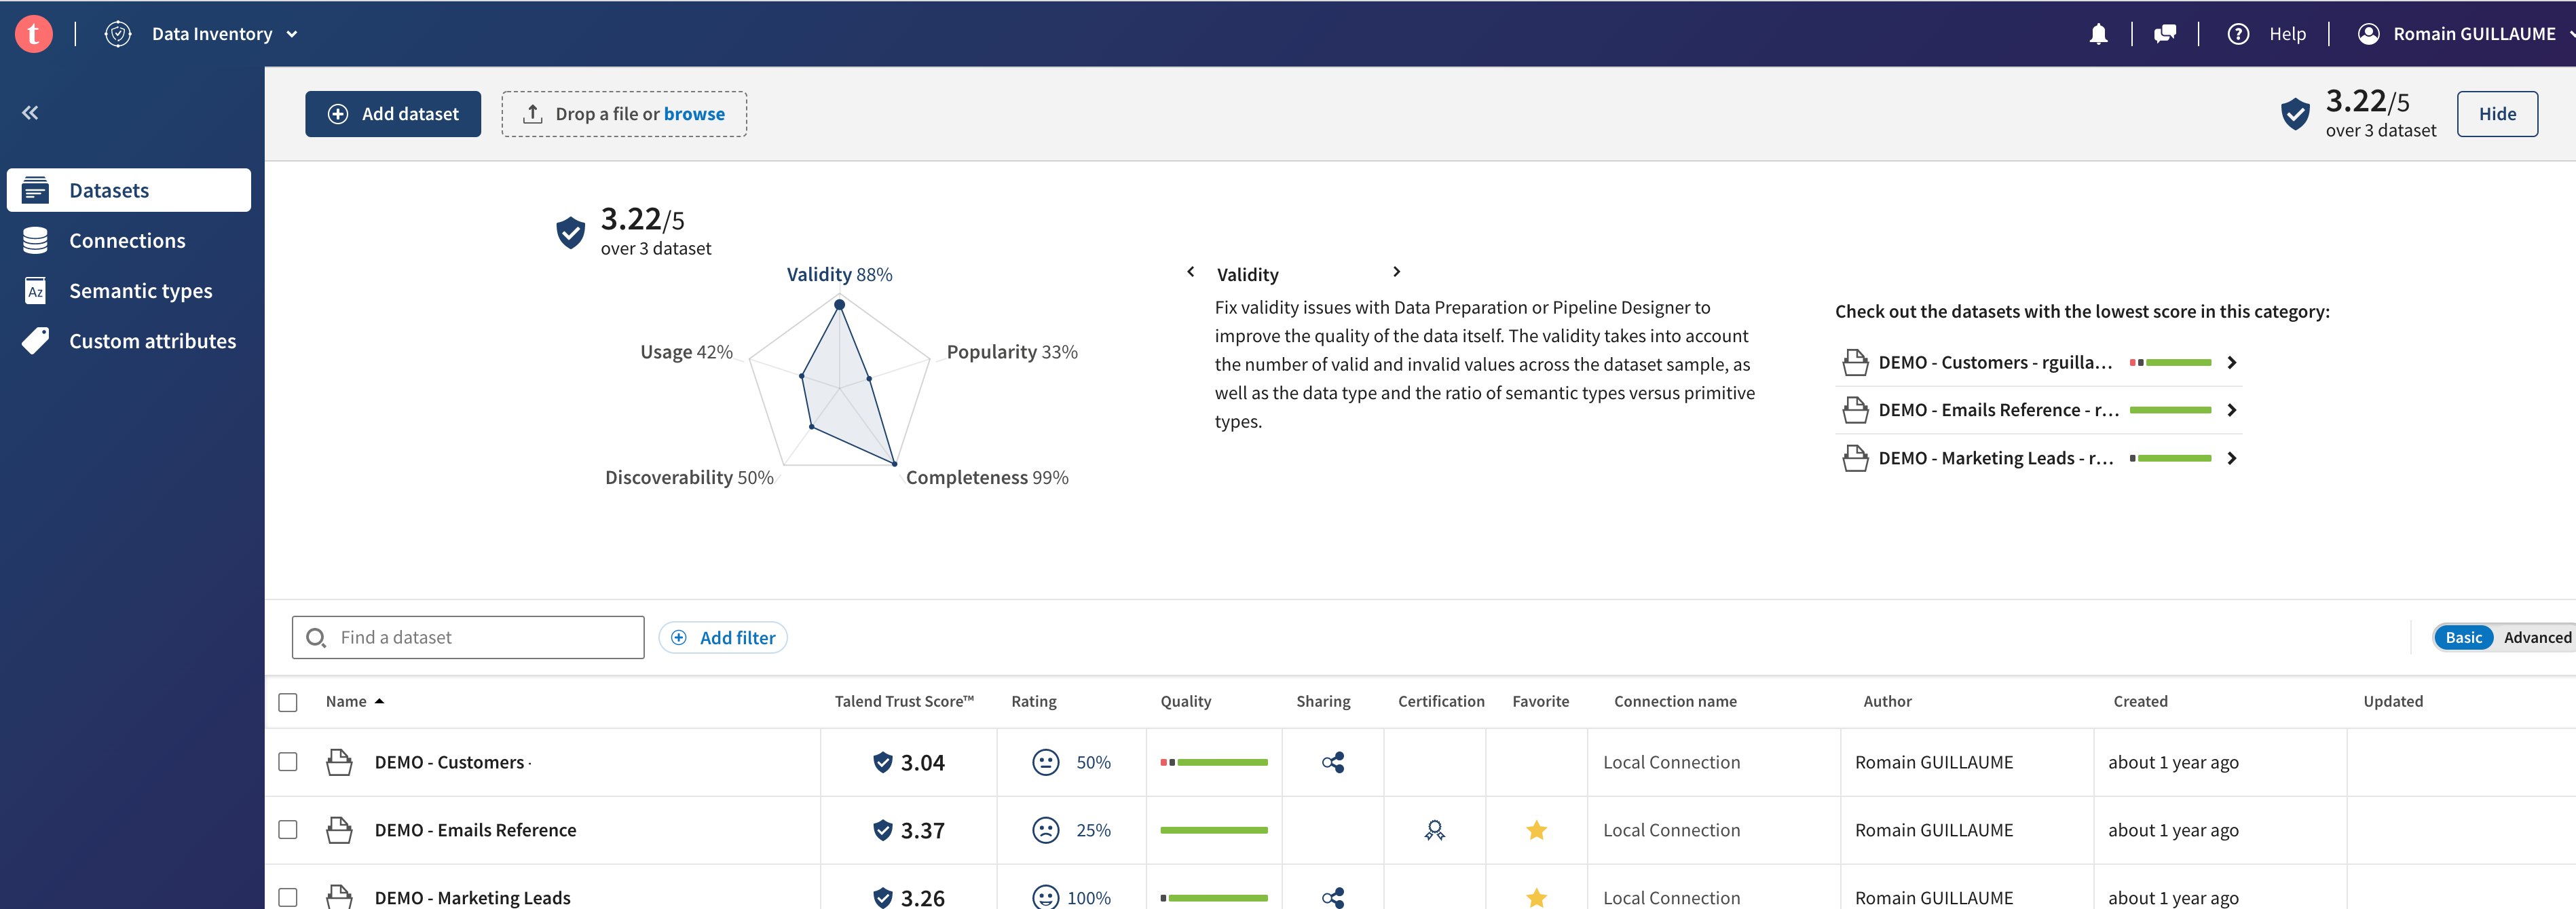 t
Data Inventory
Help
Romain GUILLAUME
Add dataset
Drop a file or browse
3.22/5
over 3 dataset
Hide
Datasets
Connections
Az
Semantic types
Custom attributes
3.22/5
over 3 dataset
Validity 88%
Usage 42%
Popularity 33%
Discoverability 50%
Completeness 99%
Validity
Fix validity issues with Data Preparation or Pipeline Designer to
improve the quality of the data itself. The validity takes into account
the number of valid and invalid values across the dataset sample, as
well as the data type and the ratio of semantic types versus primitive
types.
Check out the datasets with the lowest score in this category:
DEMO - Customers - rguilla...
DEMO - Emails Reference - r...
DEMO - Marketing Leads - r...
Find a dataset
Add filter
Basic Advanced
Name Talend Trust Score™ Rating Quality Sharing Certification Favorite Connection name Author Created Updated
DEMO - Customers · 3.04 50% Local Connection Romain GUILLAUME about 1 year ago
DEMO - Emails Reference 3.37 25% Local Connection Romain GUILLAUME about 1 year ago
DEMO - Marketing Leads 3.26 100% Local Connection Romain GUILLAUME about 1 year ago